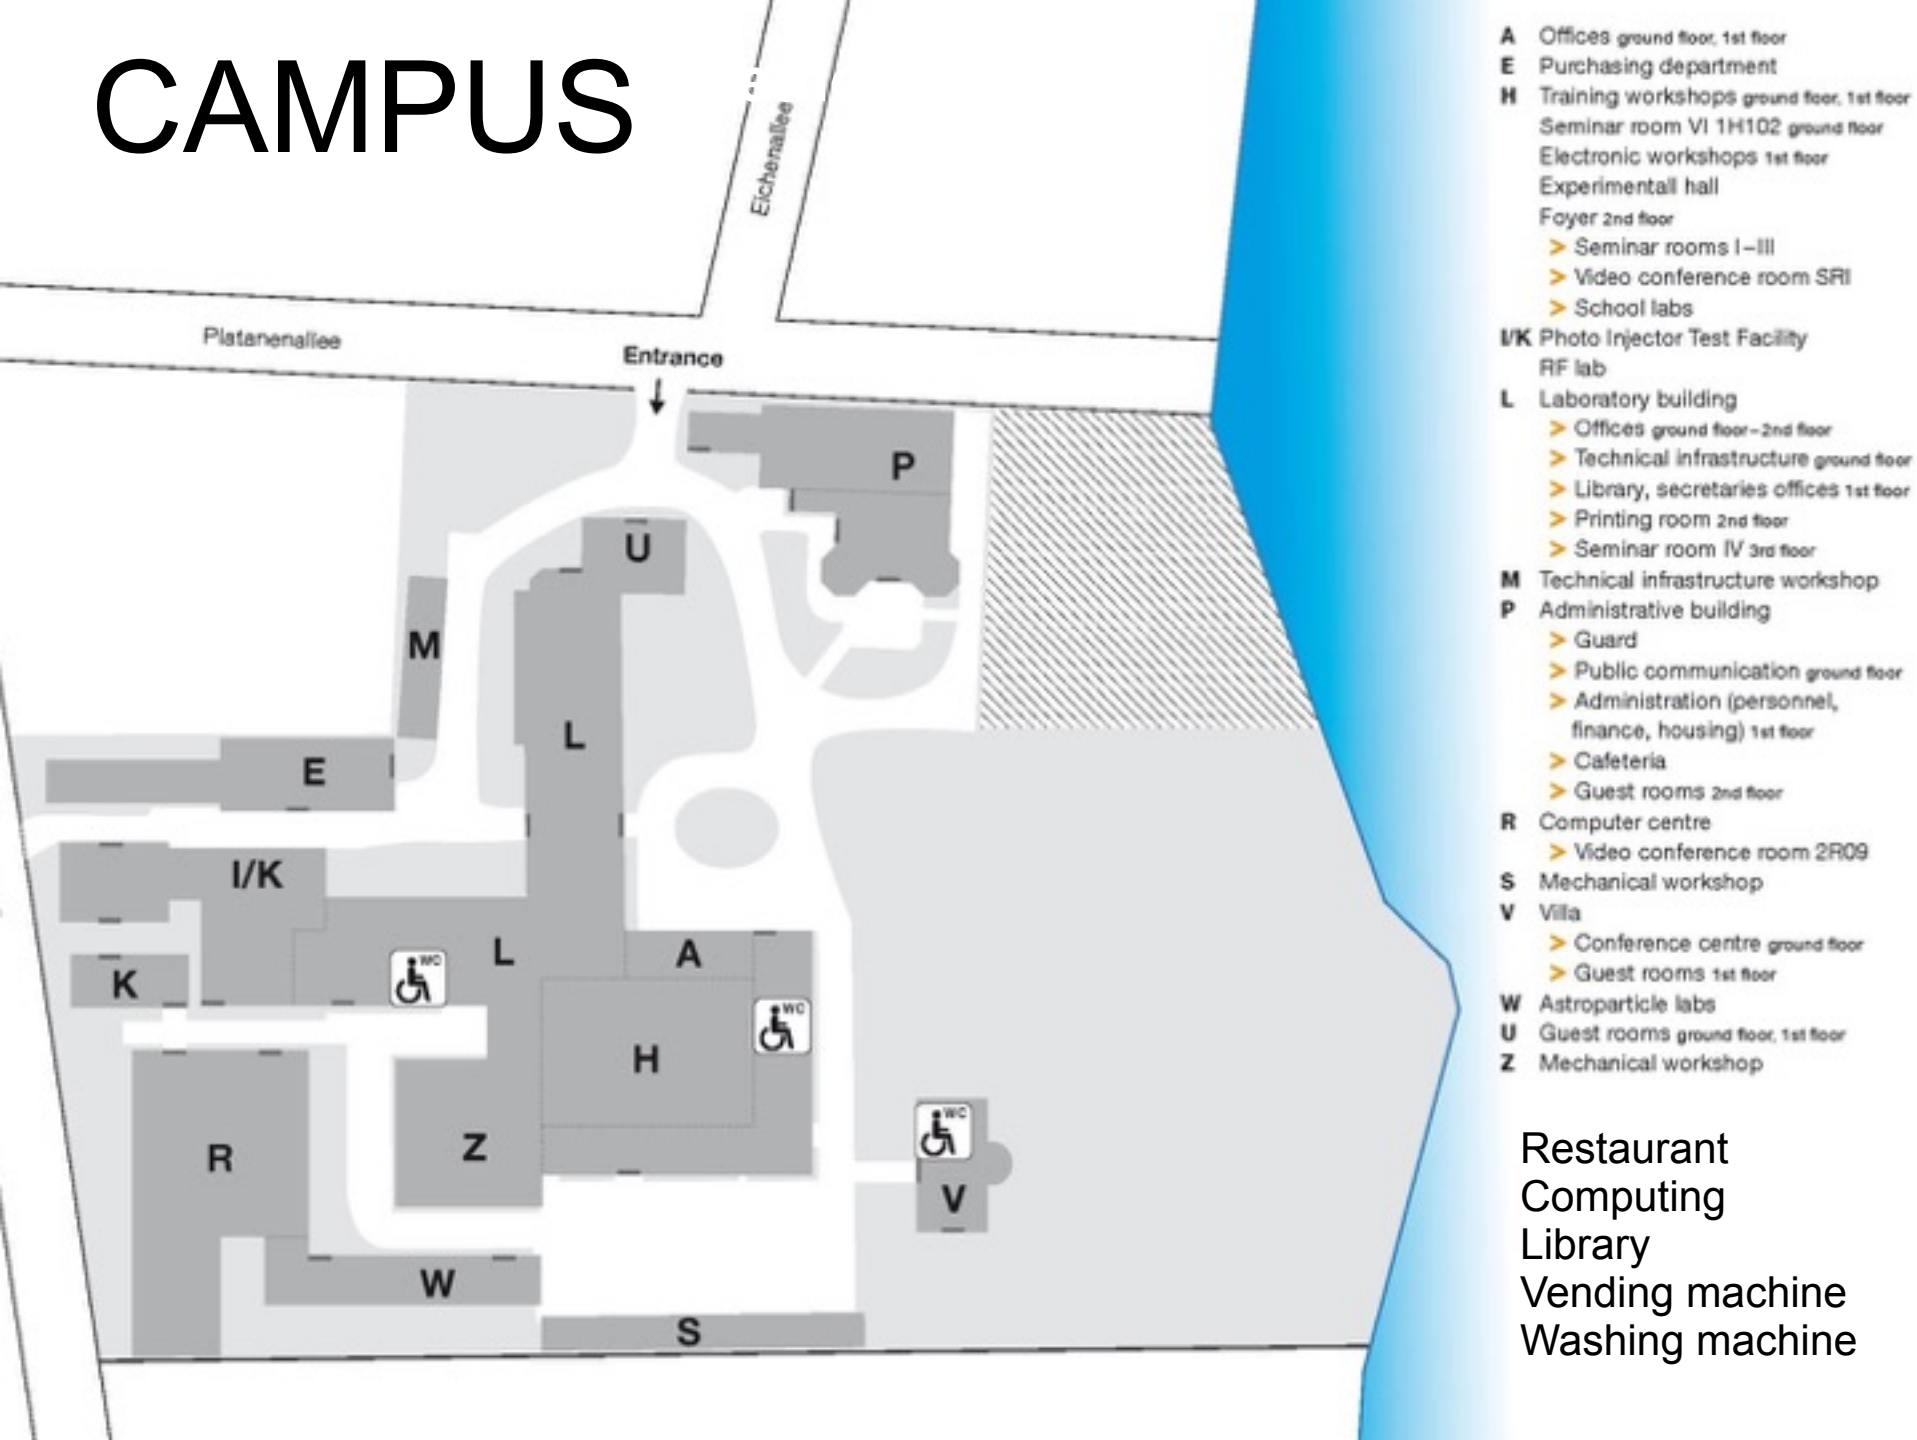 CAMPUS
Eichenallee
Platanenallee
Entrance
P
U
M
L
E
I/K
L
A
WC
K
WC
H
WC
R
Z
V
W
S
A Offices ground floor, 1st floor
E Purchasing department
H Training workshops ground floor, 1st floor
Seminar room VI 1H102 ground floor
Electronic workshops 1st floor
Experimentall hall
Foyer 2nd floor
> Seminar rooms I–III
> Video conference room SRI
> School labs
I/K Photo Injector Test Facility
RF lab
L Laboratory building
> Offices ground floor–2nd floor
> Technical infrastructure ground floor
> Library, secretaries offices 1st floor
> Printing room 2nd floor
> Seminar room IV 3rd floor
M Technical infrastructure workshop
P Administrative building
> Guard
> Public communication ground floor
> Administration (personnel,
finance, housing) 1st floor
> Cafeteria
> Guest rooms 2nd floor
R Computer centre
> Video conference room 2R09
S Mechanical workshop
V Villa
> Conference centre ground floor
> Guest rooms 1st floor
W Astroparticle labs
U Guest rooms ground floor, 1st floor
Z Mechanical workshop
Restaurant
Computing
Library
Vending machine
Washing machine